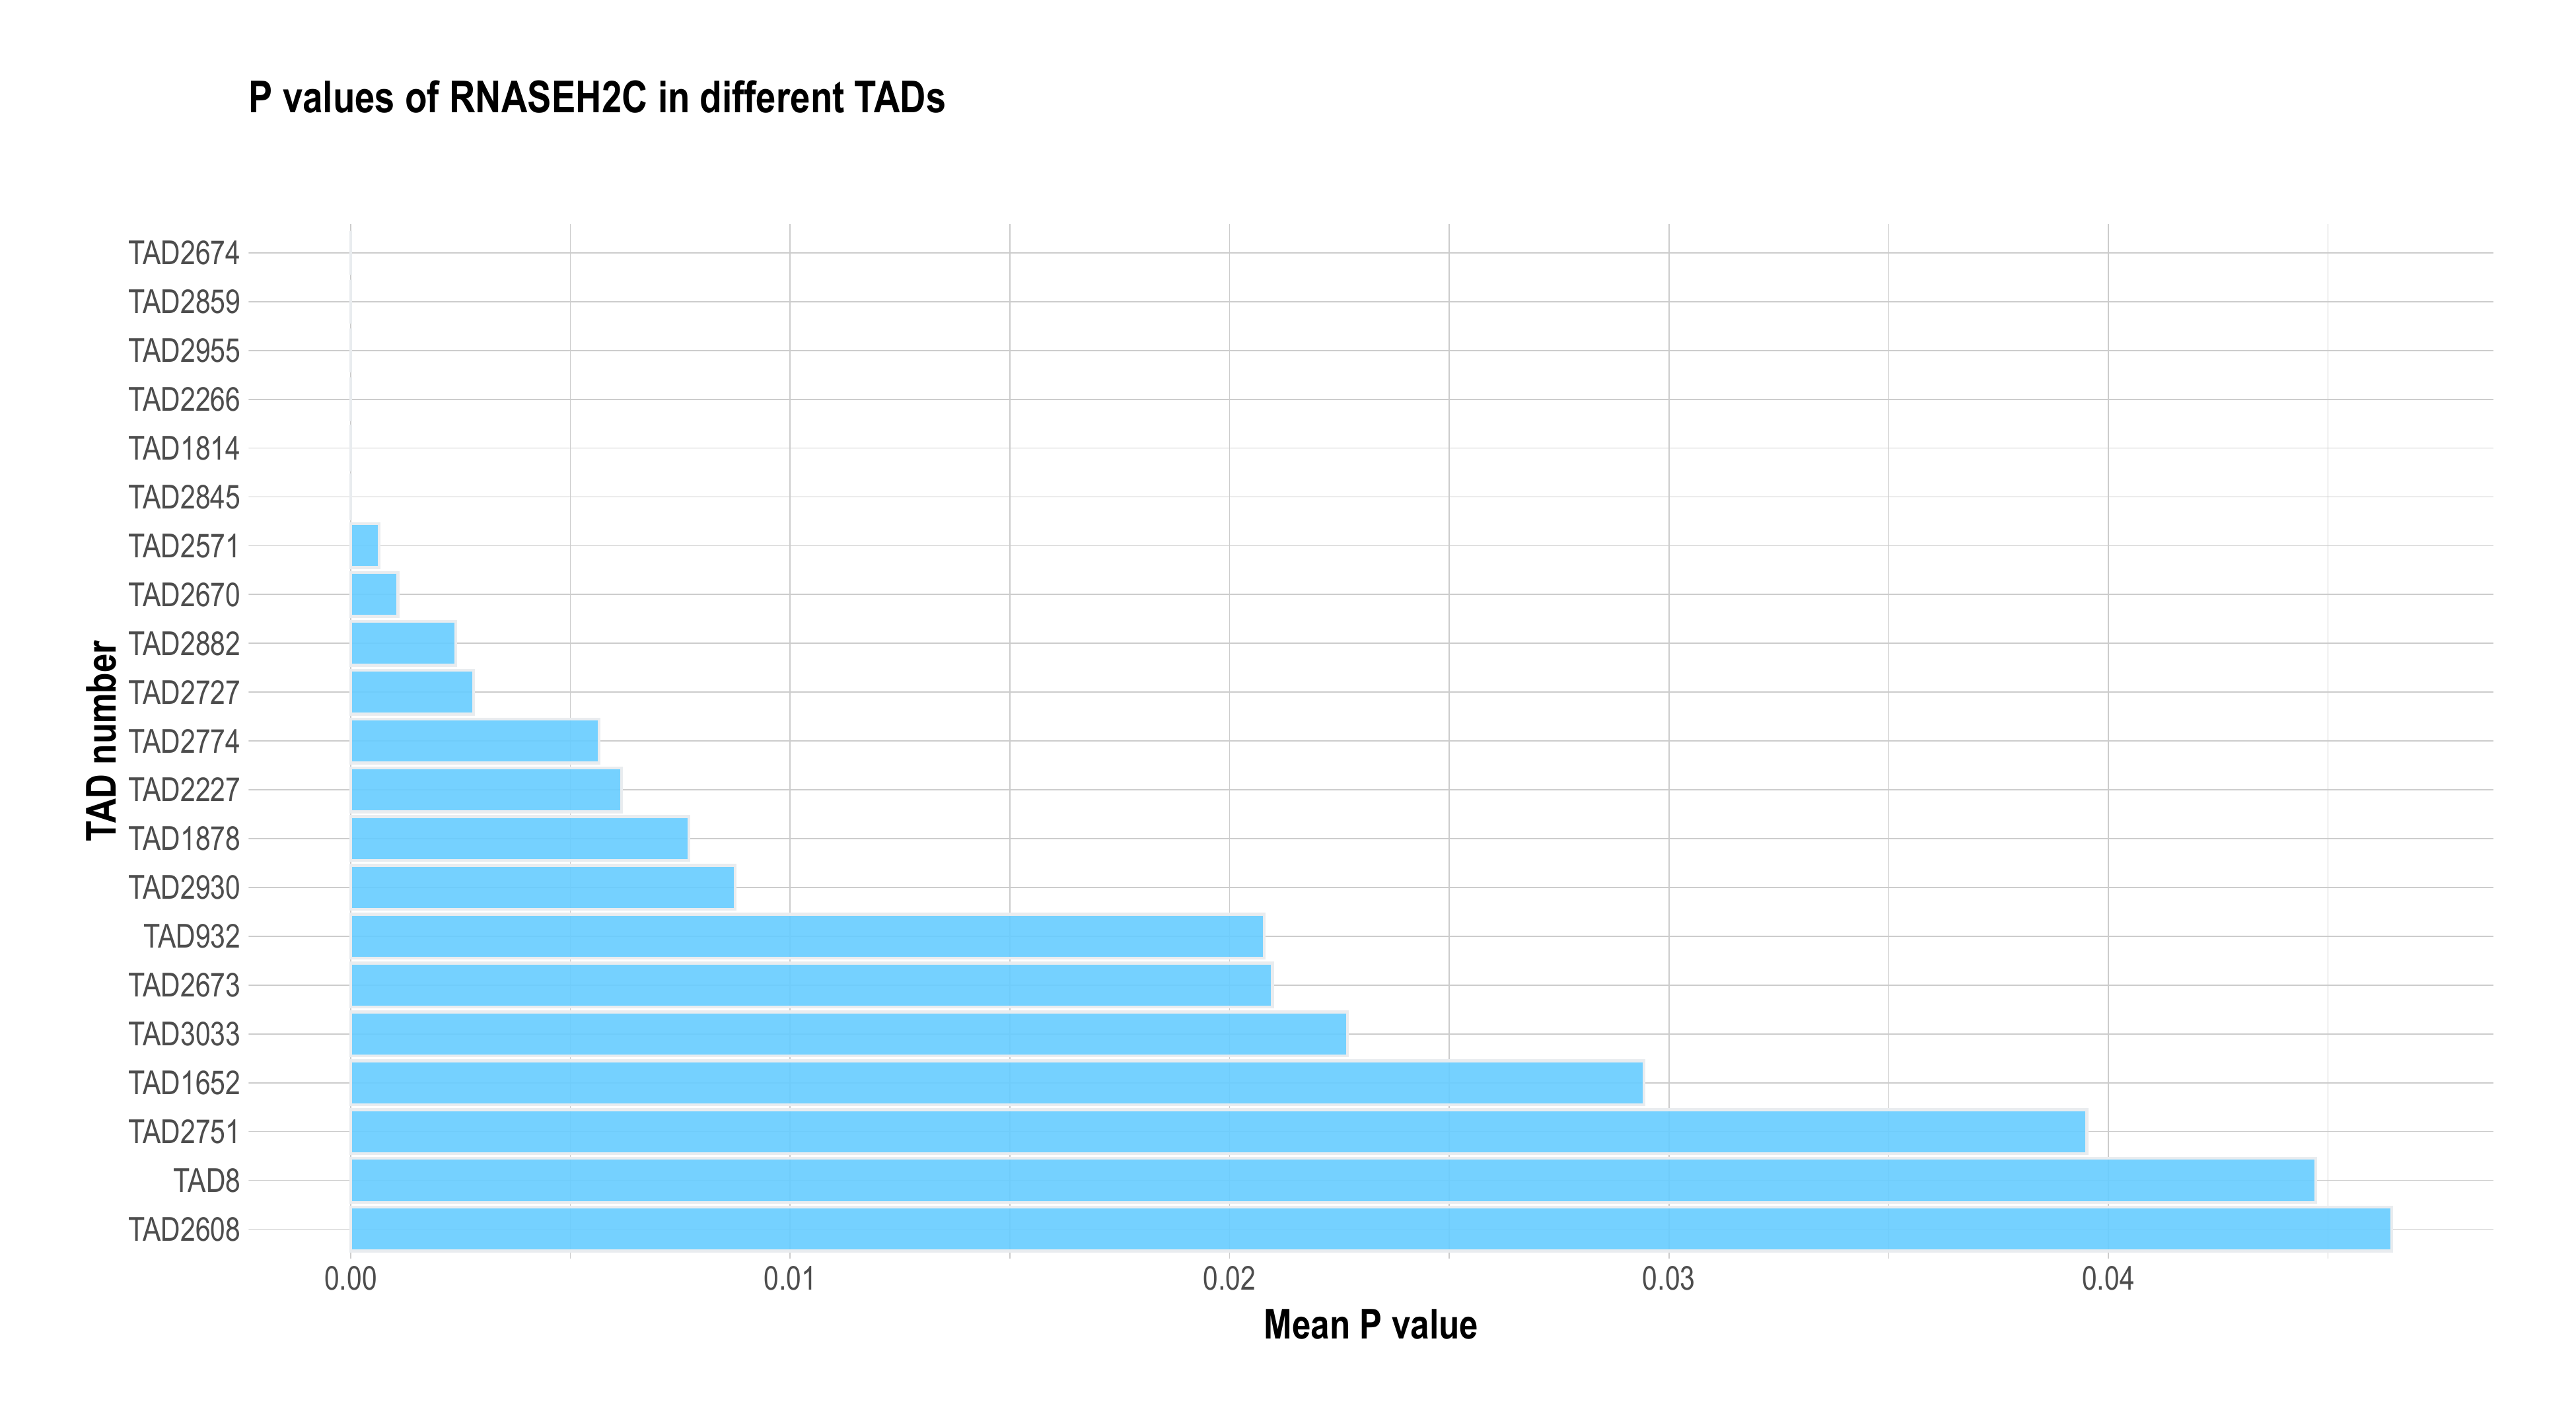 P values of RNASEH2C in different TADs
TAD number
TAD2674
TAD2859
TAD2955
TAD2266
TAD1814
TAD2845
TAD2571
TAD2670
TAD2882
TAD2727
TAD2774
TAD2227
TAD1878
TAD2930
TAD932
TAD2673
TAD3033
TAD1652
TAD2751
TAD8
TAD2608
0.00 0.01 0.02 0.03 0.04
Mean P value